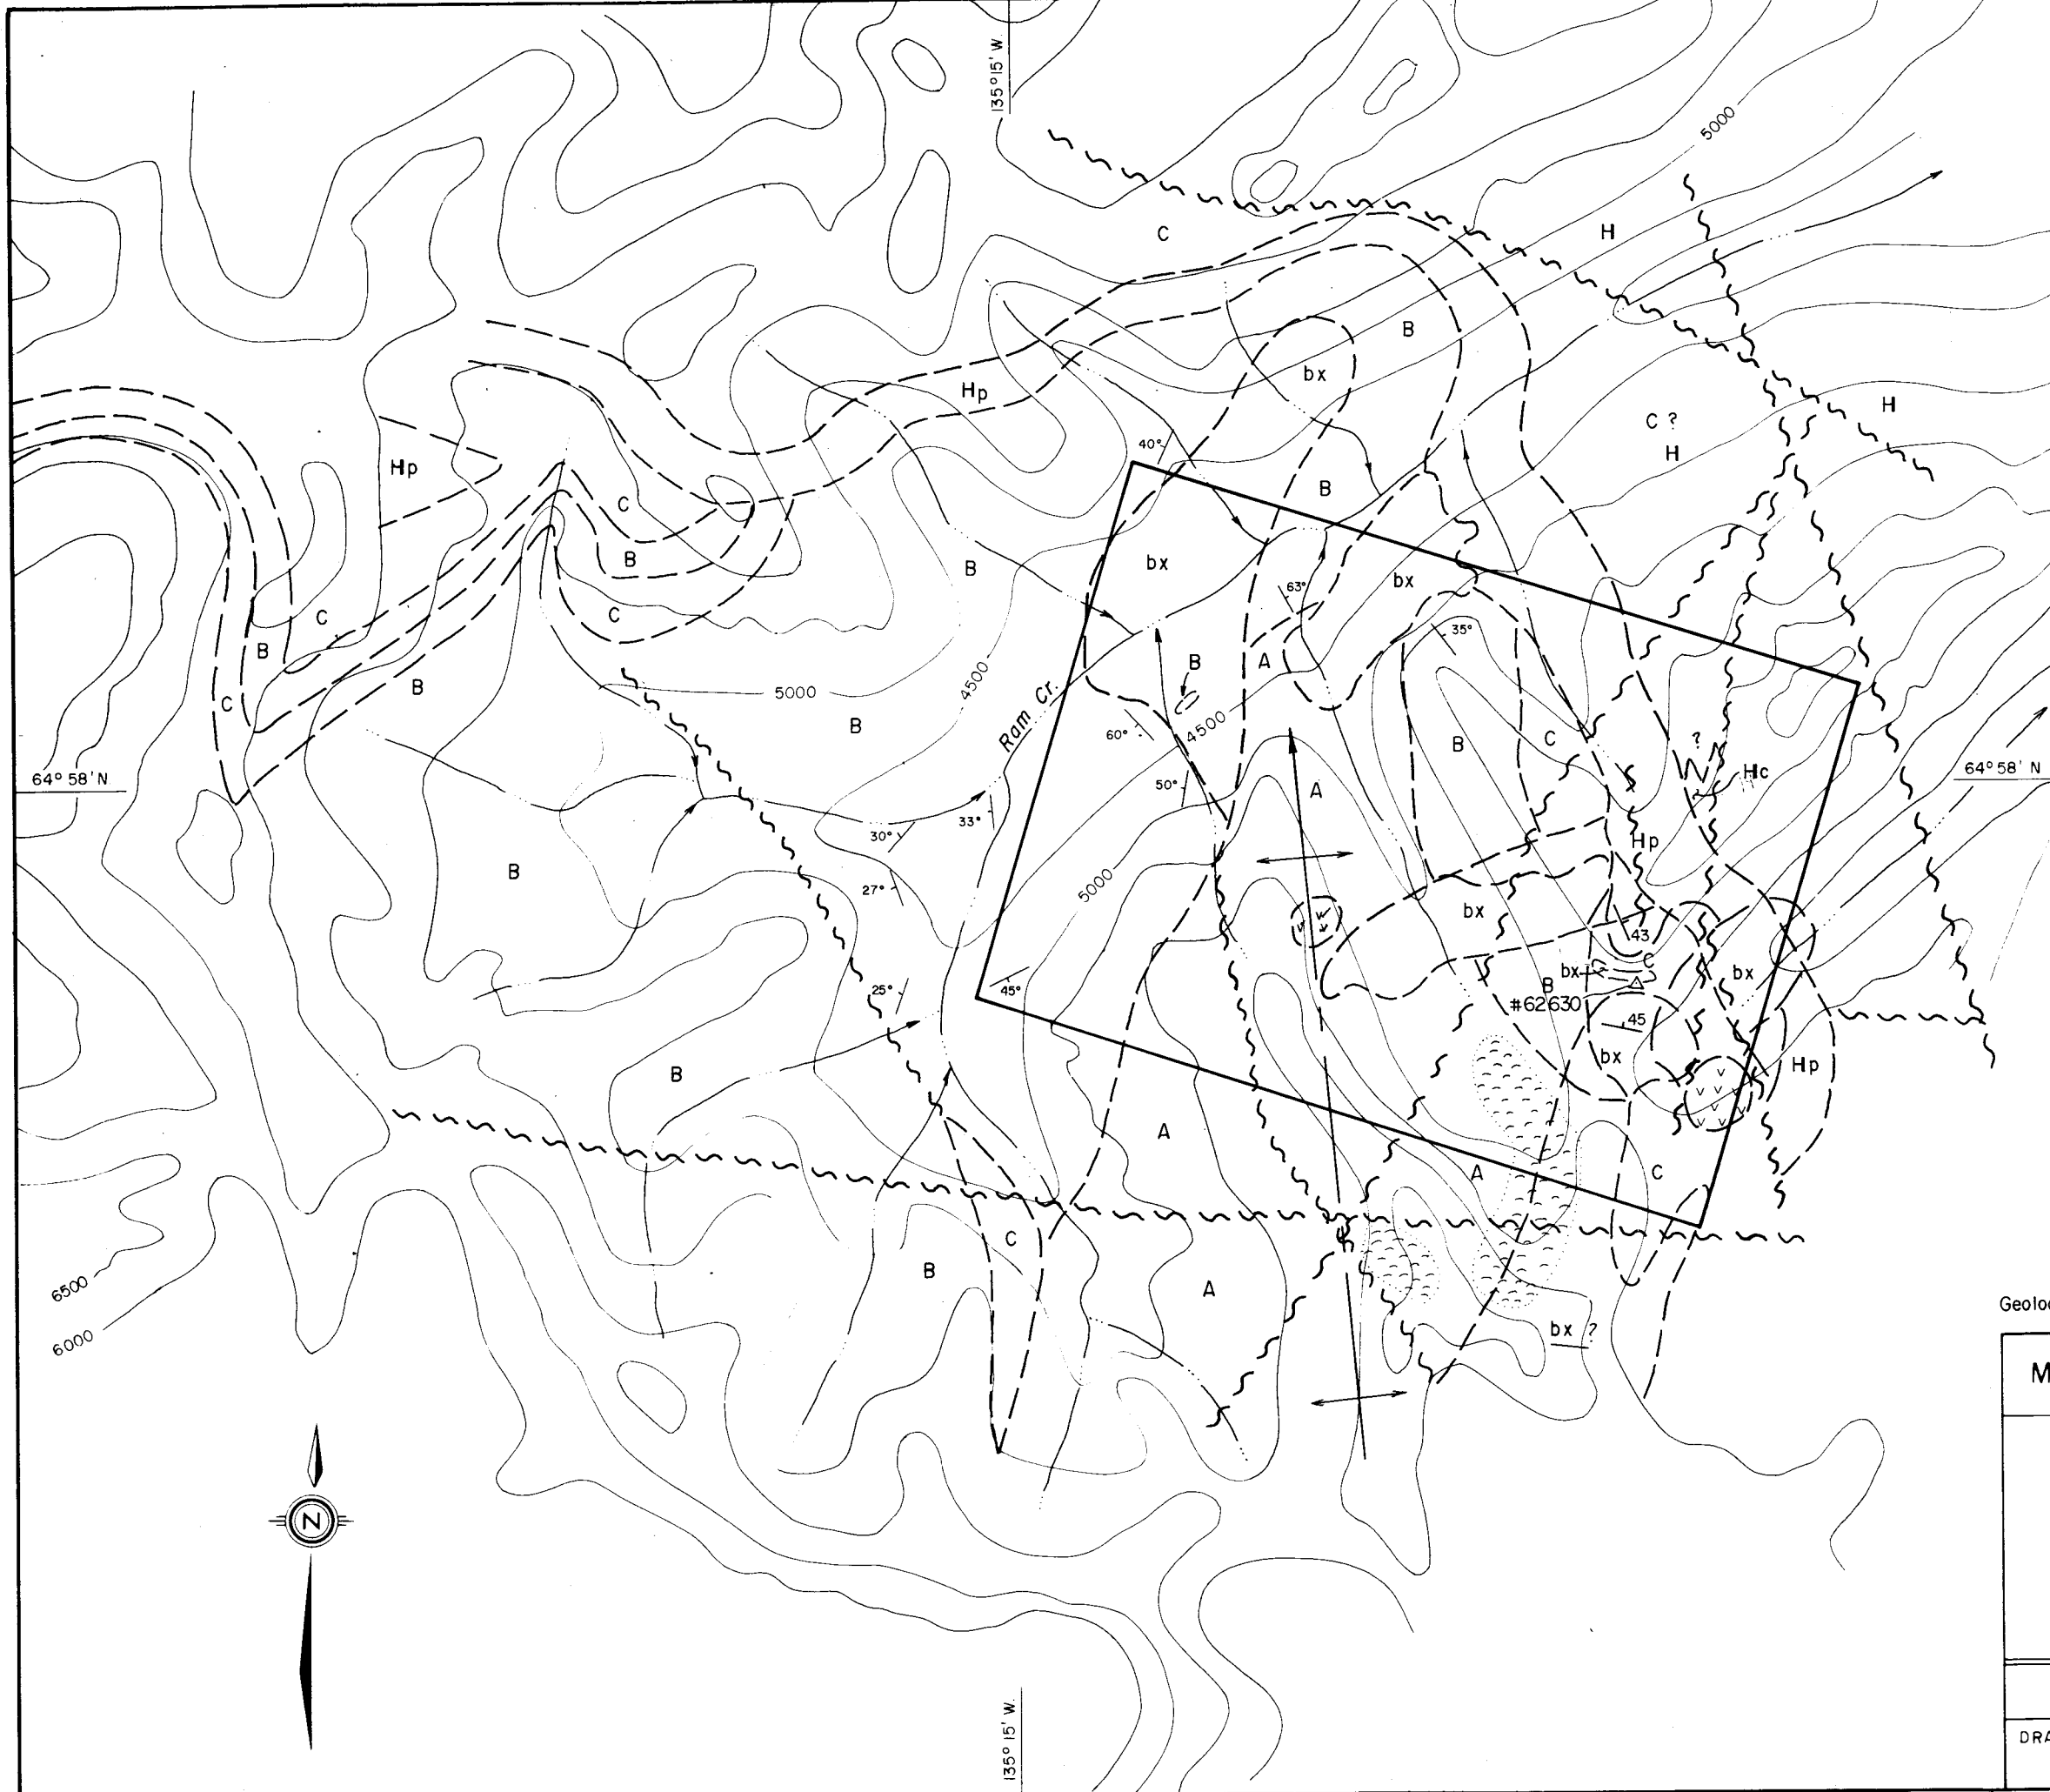 135°15' W.
5000
C
H
B
bx
Hp
40°
C ?
H
H
Hp
C
B
B
bx
B
bx
63°
35°
C
C
B
B
A
B
5000
4500
B
Ram Cr.
60°
4500
B
C
C
?
64° 58' N
50°
A
Hc
64° 58' N
33°
30°
Hp
B
27°
5000
bx
43
C
bx
bx
B
25°
45°
#62630
45
bx
Hp
B
A
A
C
C
B
A
6500
Geolo
bx ?
6000
M
N
135° 15' W.
DRA